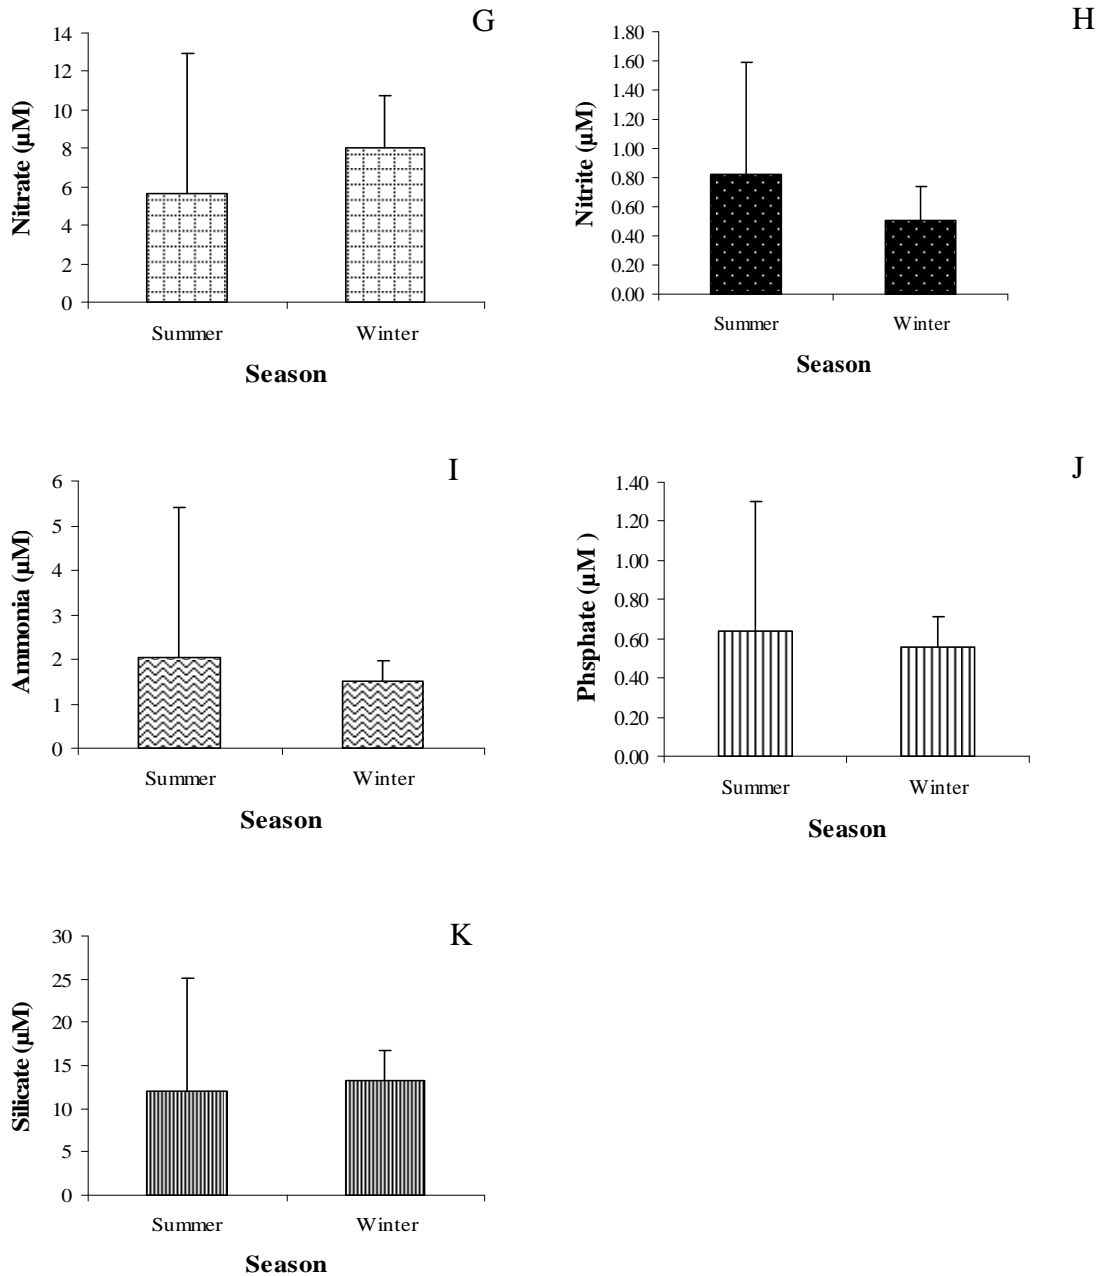 G
Nitrate (µM)
14
12
10
8
6
4
2
0
Summer
Winter
Season
H
Nitrite (µM)
1.80
1.60
1.40
1.20
1.00
0.80
0.60
0.40
0.20
0.00
Summer
Winter
Season
I
Ammonia (µM)
6
5
4
3
2
1
0
Summer
Winter
Season
J
Phsphate (µM )
1.40
1.20
1.00
0.80
0.60
0.40
0.20
0.00
Summer
Winter
Season
K
Silicate (µM)
30
25
20
15
10
5
0
Summer
Winter
Season